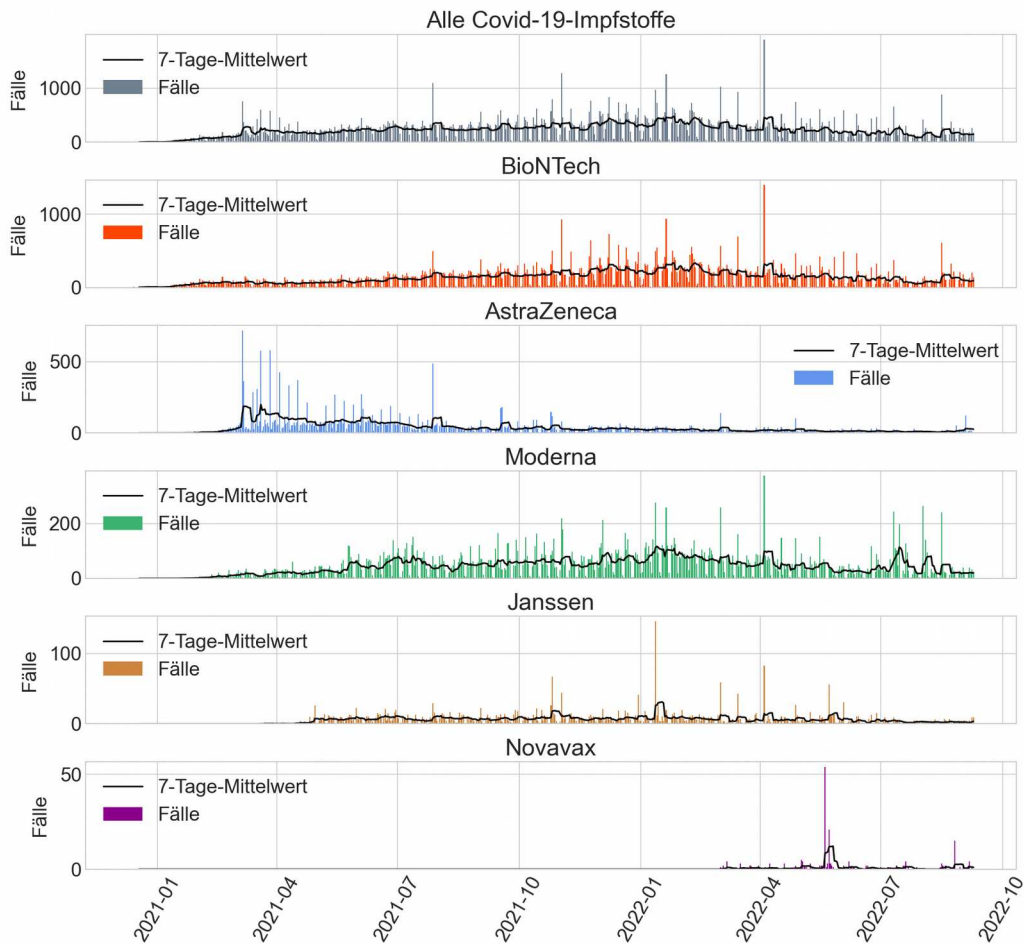 Alle Covid-19-Impfstoffe
Fälle
1000
0
7-Tage-Mittelwert
Fälle
BioNTech
Fälle
1000
0
7-Tage-Mittelwert
Fälle
AstraZeneca
Fälle
500
0
7-Tage-Mittelwert
Fälle
Moderna
Fälle
200
0
7-Tage-Mittelwert
Fälle
Janssen
Fälle
100
0
7-Tage-Mittelwert
Fälle
Novavax
Fälle
50
0
7-Tage-Mittelwert
Fälle
2021-01
2021-04
2021-07
2021-10
2022-01
2022-04
2022-07
2022-10